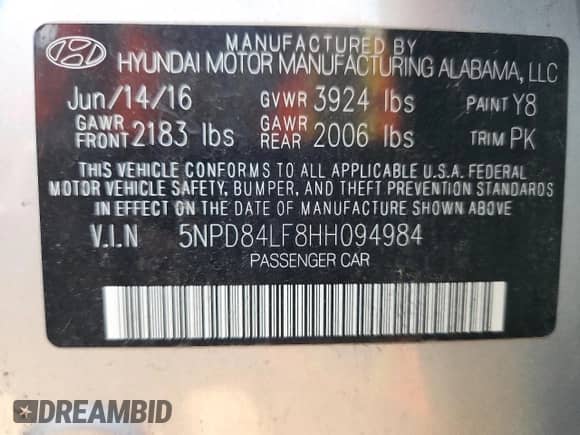 MANUFACTURED BY
HYUNDAI MOTOR MANUFACTURING ALABAMA, LLC
Jun/14/16 GVWR 3924 lbs PAINT Y8
GAWR FRONT 2183 lbs GAWR REAR 2006 lbs TRIM PK
THIS VEHICLE CONFORMS TO ALL APPLICABLE U.S.A. FEDERAL
MOTOR VEHICLE SAFETY, BUMPER, AND THEFT PREVENTION STANDARDS
IN EFFECT ON THE DATE OF MANUFACTURE SHOWN ABOVE.
V.I.N 5NPD84LF8HH094984
PASSENGER CAR
DREAMBID